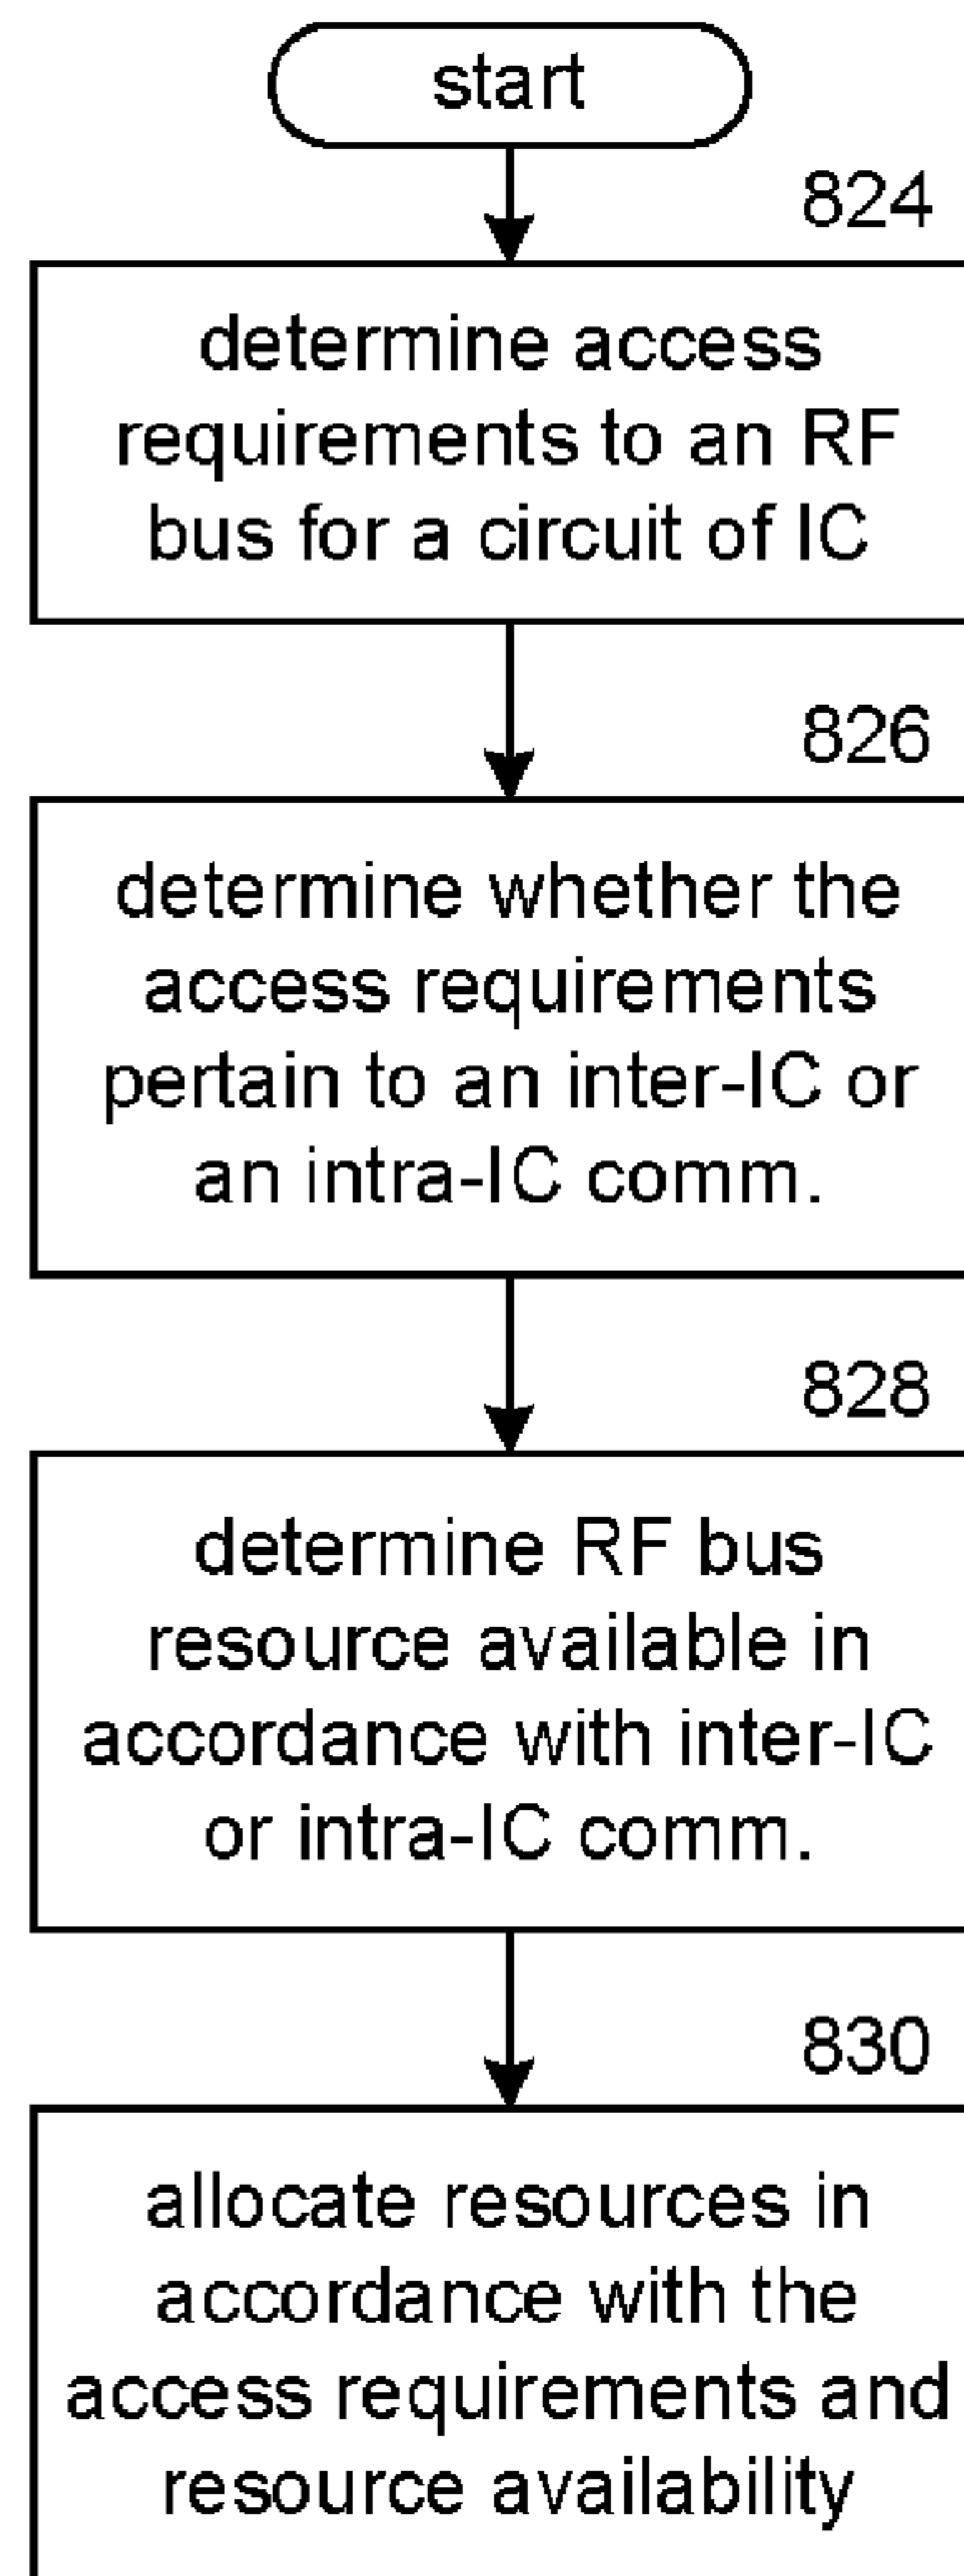 start
824
determine access
requirements to an RF
bus for a circuit of IC
826
determine whether the
access requirements
pertain to an inter-IC or
an intra-IC comm.
828
determine RF bus
resource available in
accordance with inter-IC
or intra-IC comm.
830
allocate resources in
accordance with the
access requirements and
resource availability